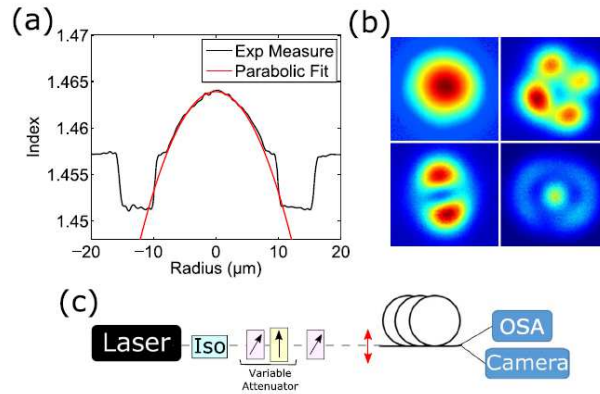 (a)
1.47
1.465
1.46
1.455
1.45
Index
Exp Measure
Parabolic Fit
−20
−10
0
10
20
Radius (µm)
(b)
(c)
Laser
Iso
Variable
Attenuator
OSA
Camera